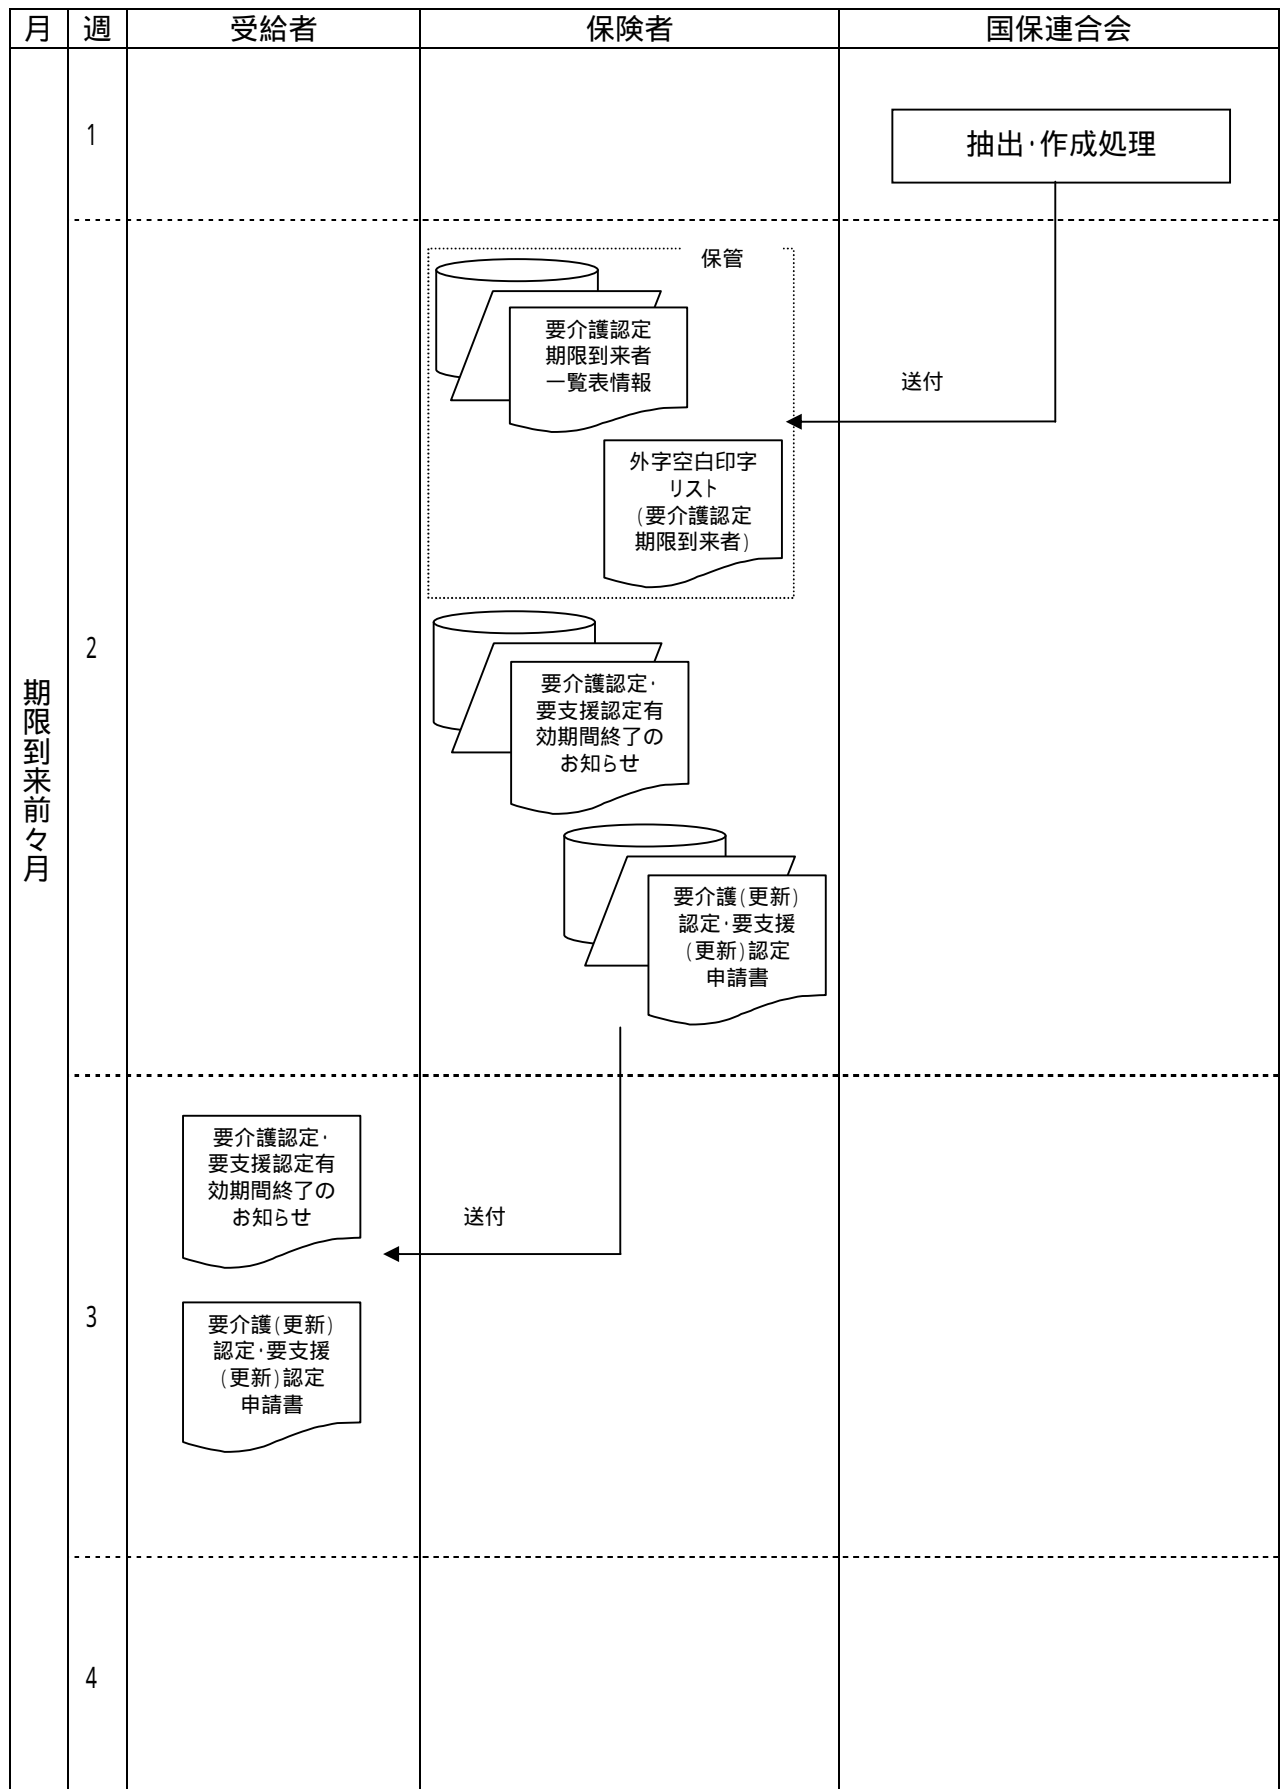 月 週 受給者 保険者 国保連合会
期限到来前々月
1
抽出・作成処理
2
保管
要介護認定
期限到来者
一覧表情報
送付
外字空白印字
リスト
(要介護認定
期限到来者)
要介護認定・
要支援認定有
効期間終了の
お知らせ
要介護(更新)
認定・要支援
(更新)認定
申請書
3
要介護認定・
要支援認定有
効期間終了の
お知らせ
送付
要介護(更新)
認定・要支援
(更新)認定
申請書
4